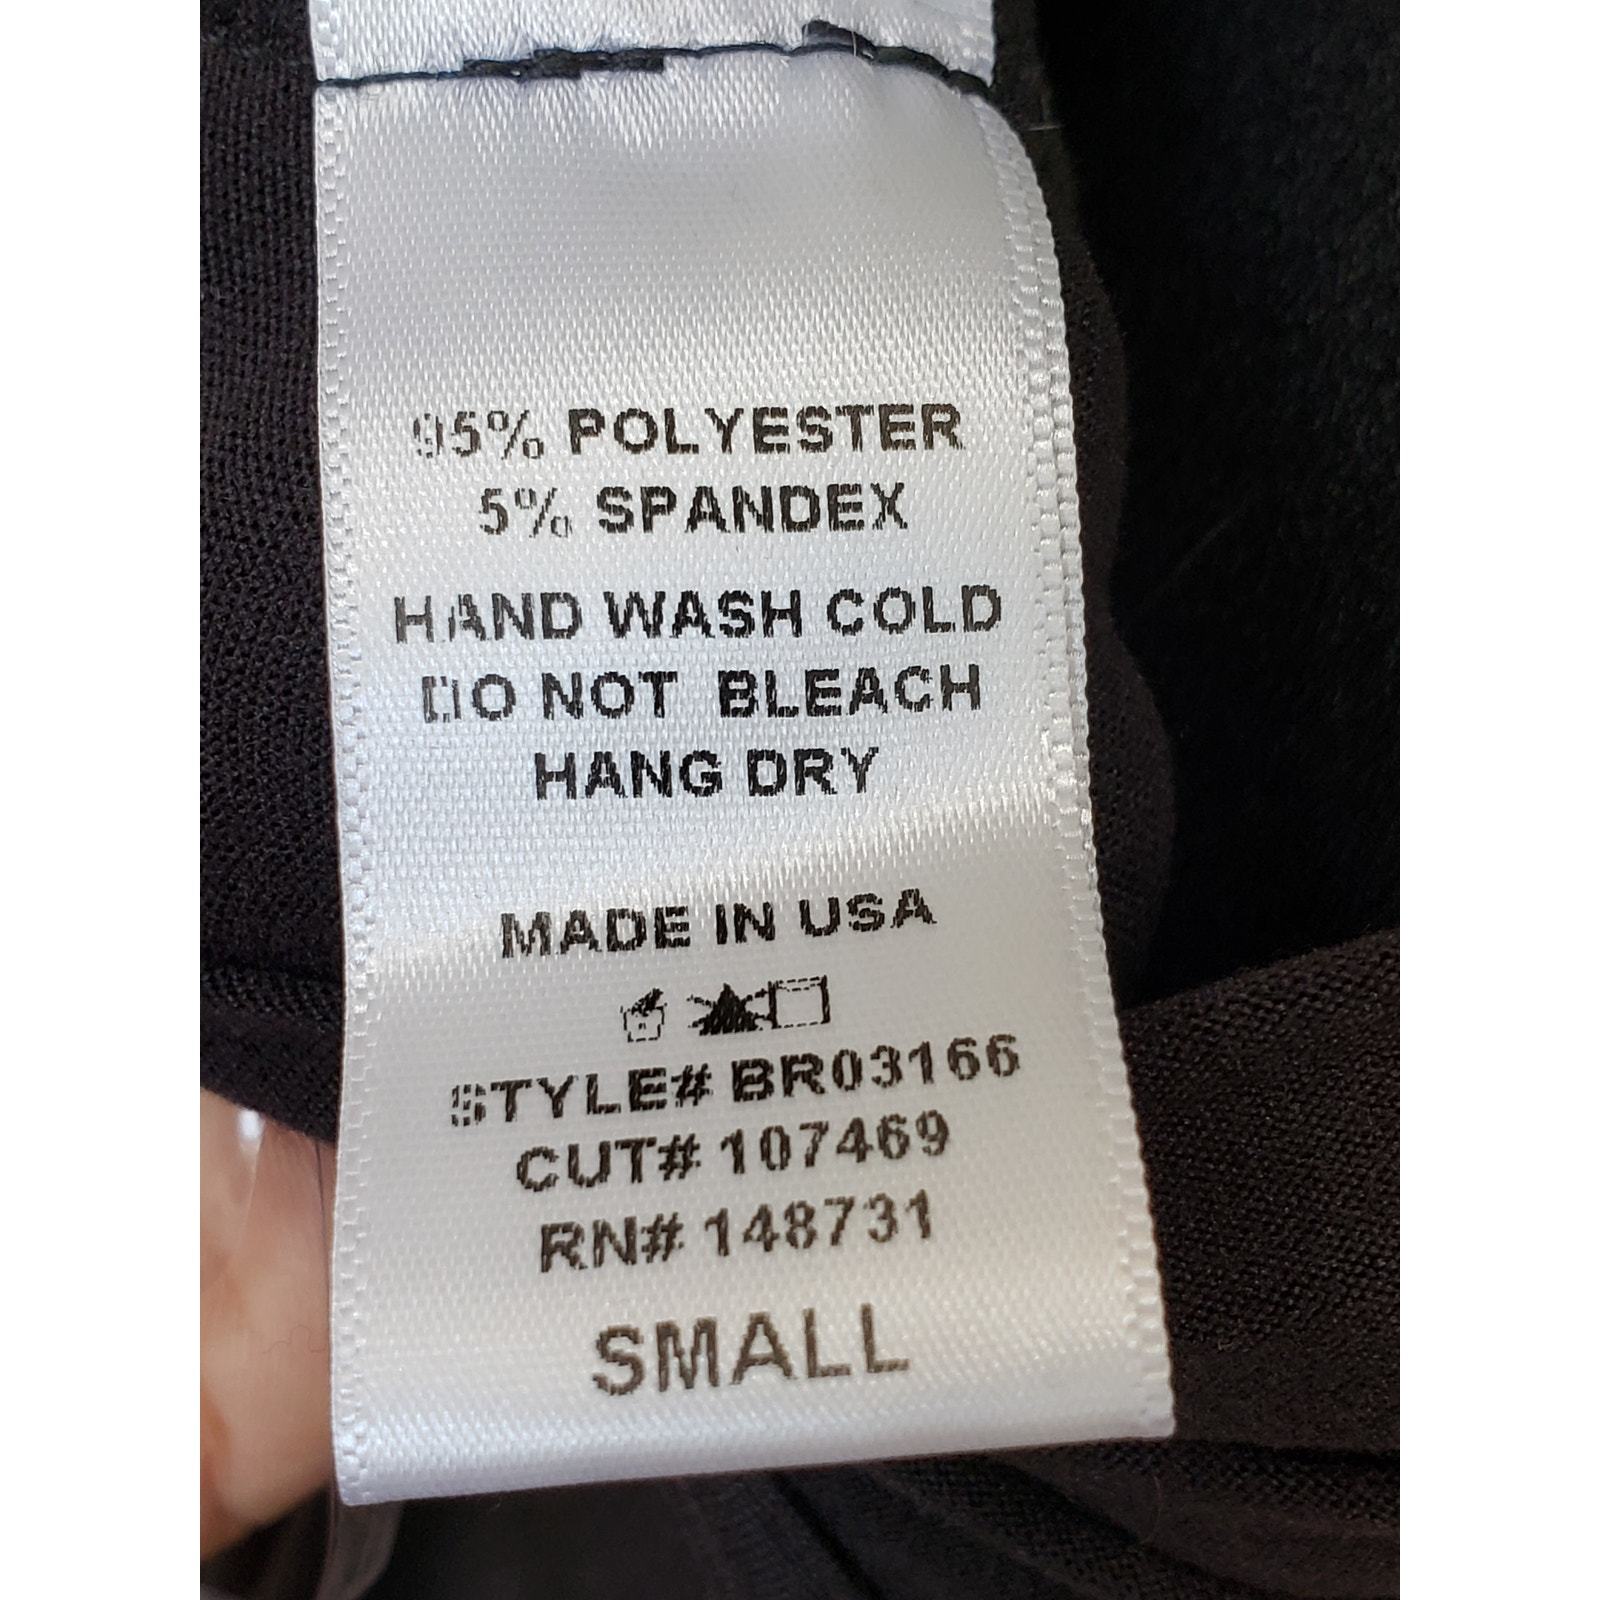 95% POLYESTER
5% SPANDEX
HAND WASH COLD
DO NOT BLEACH
HANG DRY
MADE IN USA
STYLE# BR03166
CUT# 107469
RN# 148731
SMALL